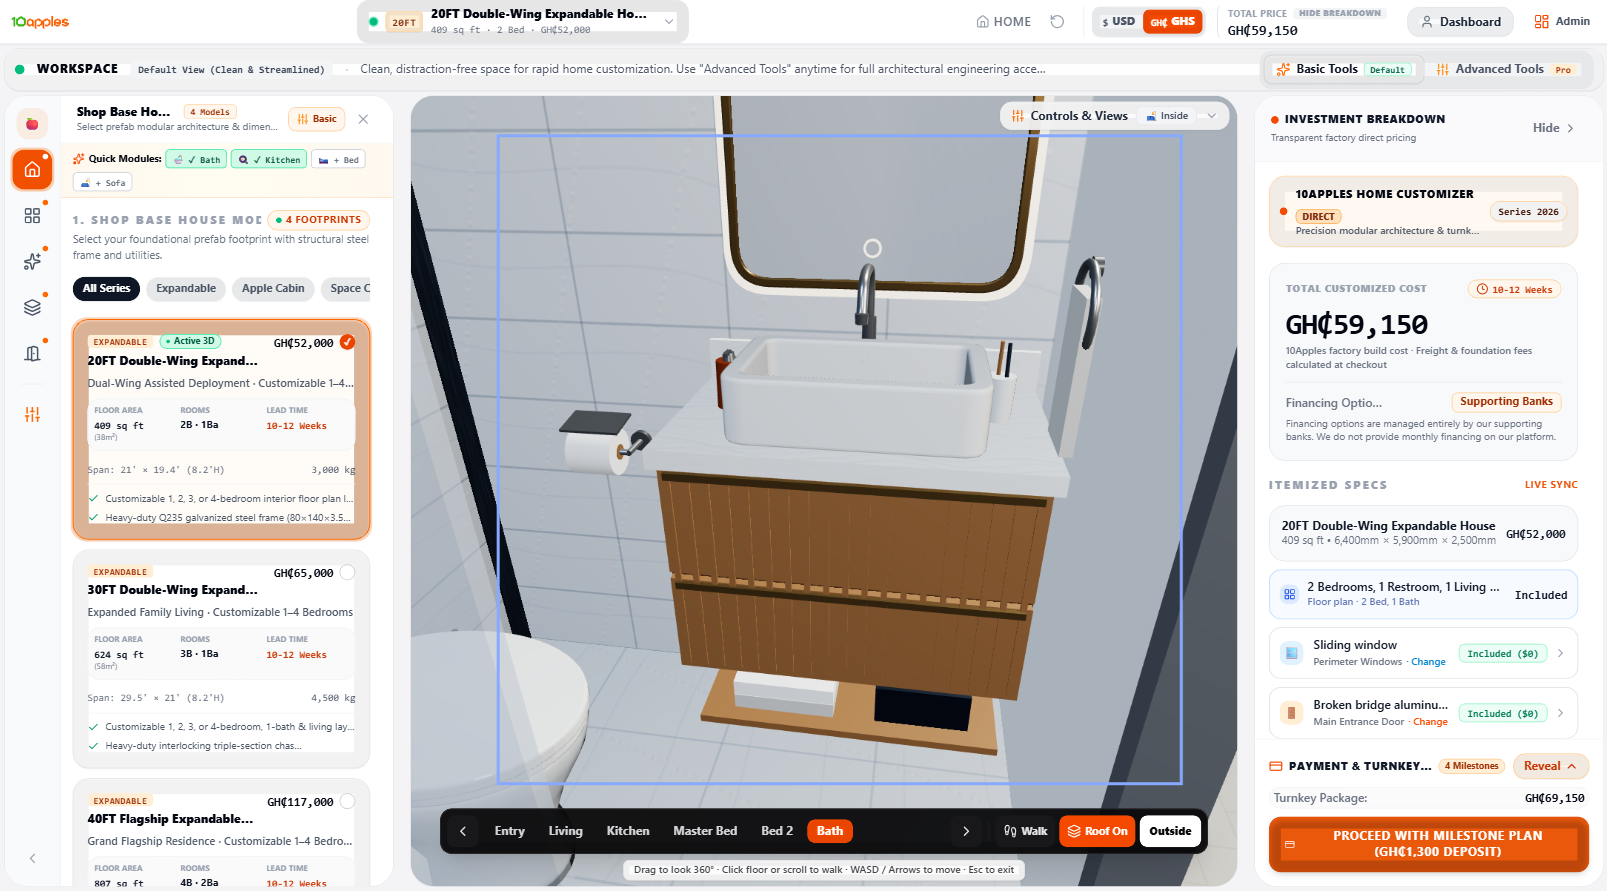 10apples
20FT
20FT Double-Wing Expandable Ho...
409 sq ft · 2 Bed · GH₵52,000
HOME
$ USD
GH₵ GHS
TOTAL PRICE
HIDE BREAKDOWN
GH₵59,150
Dashboard
Admin
WORKSPACE
Default View (Clean & Streamlined)
· Clean, distraction-free space for rapid home customization. Use "Advanced Tools" anytime for full architectural engineering acce...
Basic Tools
Default
Advanced Tools
Pro
Shop Base Ho...
4 Models
Select prefab modular architecture & dimen...
Basic
Quick Modules:
✓ Bath
✓ Kitchen
+ Bed
+ Sofa
1. SHOP BASE HOUSE MOD
4 FOOTPRINTS
Select your foundational prefab footprint with structural steel
frame and utilities.
All Series
Expandable
Apple Cabin
Space C
EXPANDABLE
• Active 3D
GH₵52,000
20FT Double-Wing Expand...
Dual-Wing Assisted Deployment · Customizable 1–4...
FLOOR AREA
ROOMS
LEAD TIME
409 sq ft
2B • 1Ba
10-12 Weeks
(38m²)
Span: 21' × 19.4' (8.2'H)
3,000 kg
✓ Customizable 1, 2, 3, or 4-bedroom interior floor plan l...
✓ Heavy-duty Q235 galvanized steel frame (80×140×3.5...
EXPANDABLE
GH₵65,000
30FT Double-Wing Expand...
Expanded Family Living · Customizable 1–4 Bedrooms
FLOOR AREA
ROOMS
LEAD TIME
624 sq ft
3B • 1Ba
10-12 Weeks
(58m²)
Span: 29.5' × 21' (8.2'H)
4,500 kg
✓ Customizable 1, 2, 3, or 4-bedroom, 1-bath & living lay...
✓ Heavy-duty interlocking triple-section chas...
EXPANDABLE
GH₵117,000
40FT Flagship Expandable...
Grand Flagship Residence · Customizable 1–4 Bedro...
FLOOR AREA
ROOMS
LEAD TIME
807 sq ft
4B • 2Ba
10-12 Weeks
Controls & Views
Inside
Entry
Living
Kitchen
Master Bed
Bed 2
Bath
Walk
Roof On
Outside
Drag to look 360° · Click floor or scroll to walk · WASD / Arrows to move · Esc to exit
INVESTMENT BREAKDOWN
Transparent factory direct pricing
Hide
10APPLES HOME CUSTOMIZER
DIRECT
Precision modular architecture & turnk...
Series 2026
TOTAL CUSTOMIZED COST
10-12 Weeks
GH₵59,150
10Apples factory build cost · Freight & foundation fees
calculated at checkout
Financing Optio...
Supporting Banks
Financing options are managed entirely by our supporting
banks. We do not provide monthly financing on our platform.
ITEMIZED SPECS
LIVE SYNC
20FT Double-Wing Expandable House
409 sq ft • 6,400mm × 5,900mm × 2,500mm
GH₵52,000
2 Bedrooms, 1 Restroom, 1 Living ...
Floor plan · 2 Bed, 1 Bath
Included
Sliding window
Perimeter Windows · Change
Included ($0)
Broken bridge aluminu...
Main Entrance Door · Change
Included ($0)
PAYMENT & TURNKEY...
4 Milestones
Reveal
Turnkey Package:
GH₵69,150
PROCEED WITH MILESTONE PLAN
(GH₵1,300 DEPOSIT)